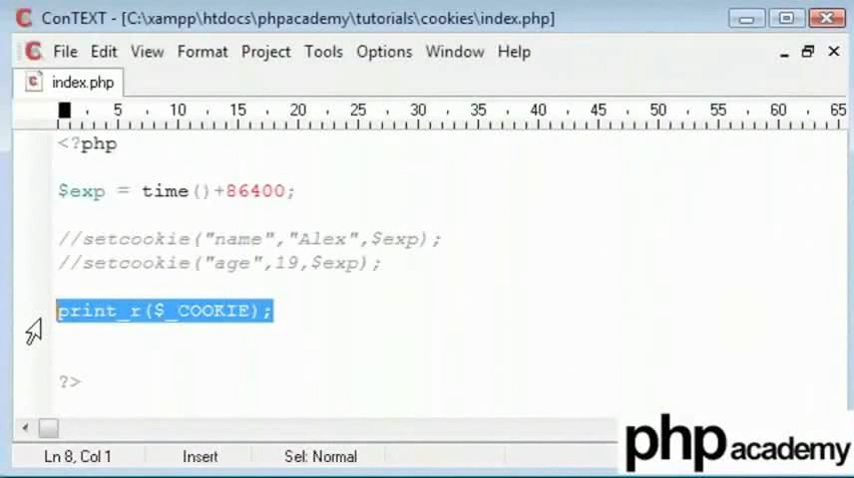 ConTEXT - [C:\xampp\htdocs\phpacademy\tutorials\cookies\index.php]
File Edit View Format Project Tools Options Window Help
index.php
5 10 15 20 25 30 35 40 45 50 55 60 65
<?php
$exp = time()+86400;
//setcookie("name","Alex",$exp);
//setcookie("age",19,$exp);
print_r($_COOKIE);
?>
Ln 8, Col 1 Insert Sel: Normal
php academy